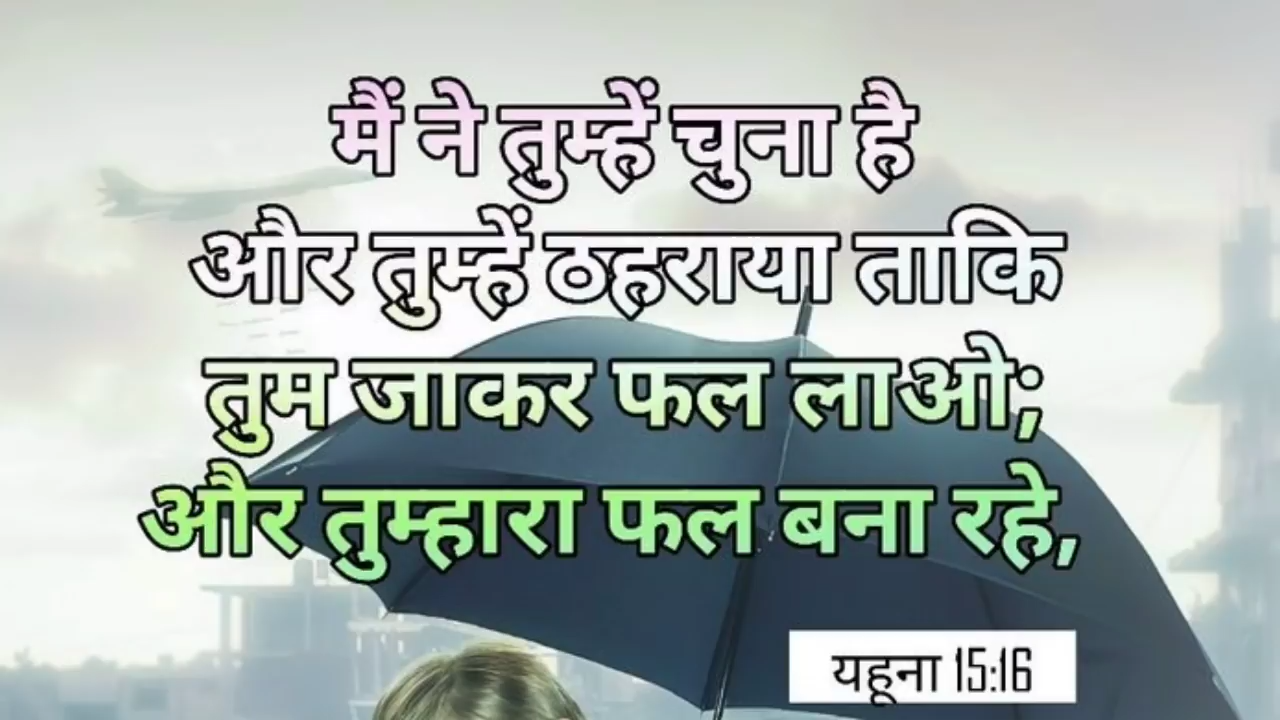 मैं ने तुम्हें चुना है
और तुम्हें ठहराया ताकि
तुम जाकर फल लाओ;
और तुम्हारा फल बना रहे,
यहूना 15:16